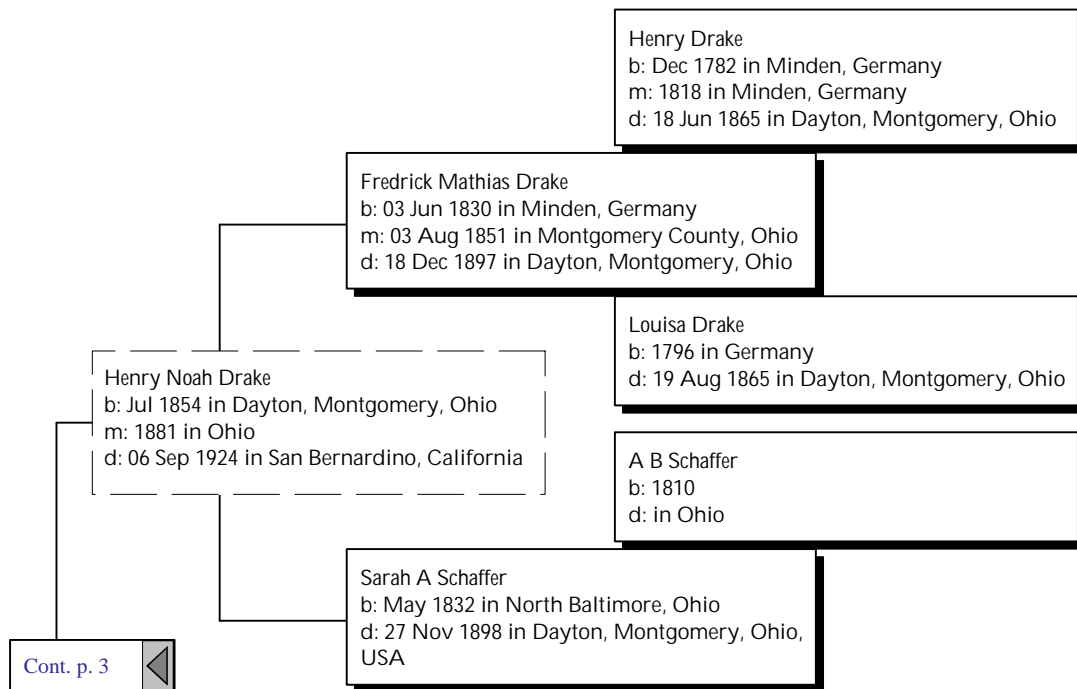 Henry Drake
b: Dec 1782 in Minden, Germany
m: 1818 in Minden, Germany
d: 18 Jun 1865 in Dayton, Montgomery, Ohio
Fredrick Mathias Drake
b: 03 Jun 1830 in Minden, Germany
m: 03 Aug 1851 in Montgomery County, Ohio
d: 18 Dec 1897 in Dayton, Montgomery, Ohio
Louisa Drake
b: 1796 in Germany
d: 19 Aug 1865 in Dayton, Montgomery, Ohio
Henry Noah Drake
b: Jul 1854 in Dayton, Montgomery, Ohio
m: 1881 in Ohio
d: 06 Sep 1924 in San Bernardino, California
A B Schaffer
b: 1810
d: in Ohio
Sarah A Schaffer
b: May 1832 in North Baltimore, Ohio
d: 27 Nov 1898 in Dayton, Montgomery, Ohio,
USA
Cont. p. 3